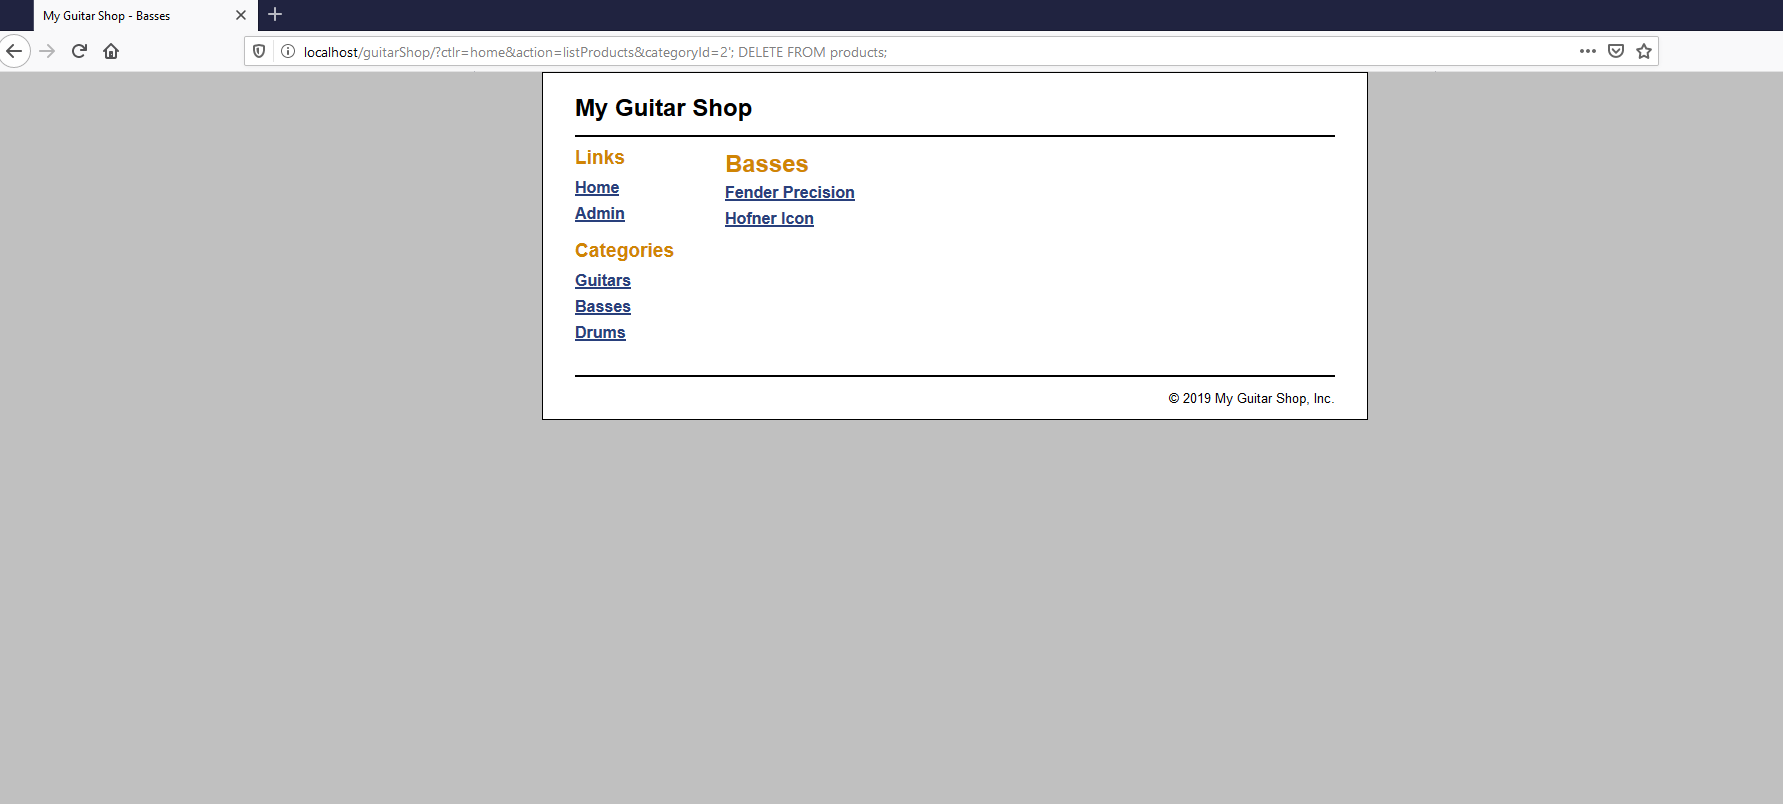 My Guitar Shop - Basses
localhost/guitarShop/?ctlr=home&action=listProducts&categoryId=2'; DELETE FROM products;
My Guitar Shop
Links
Home
Admin
Categories
Guitars
Basses
Drums
Basses
Fender Precision
Hofner Icon
© 2019 My Guitar Shop, Inc.